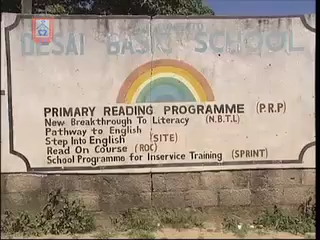 DESAI BASIC SCHOOL
PRIMARY READING PROGRAMME (P.R.P)
New Breakthrough To Literacy (N.B.T.L)
Pathway to English
Step Into English (SITE)
Read On Course (ROC)
School Programme for Inservice Training (SPRINT)